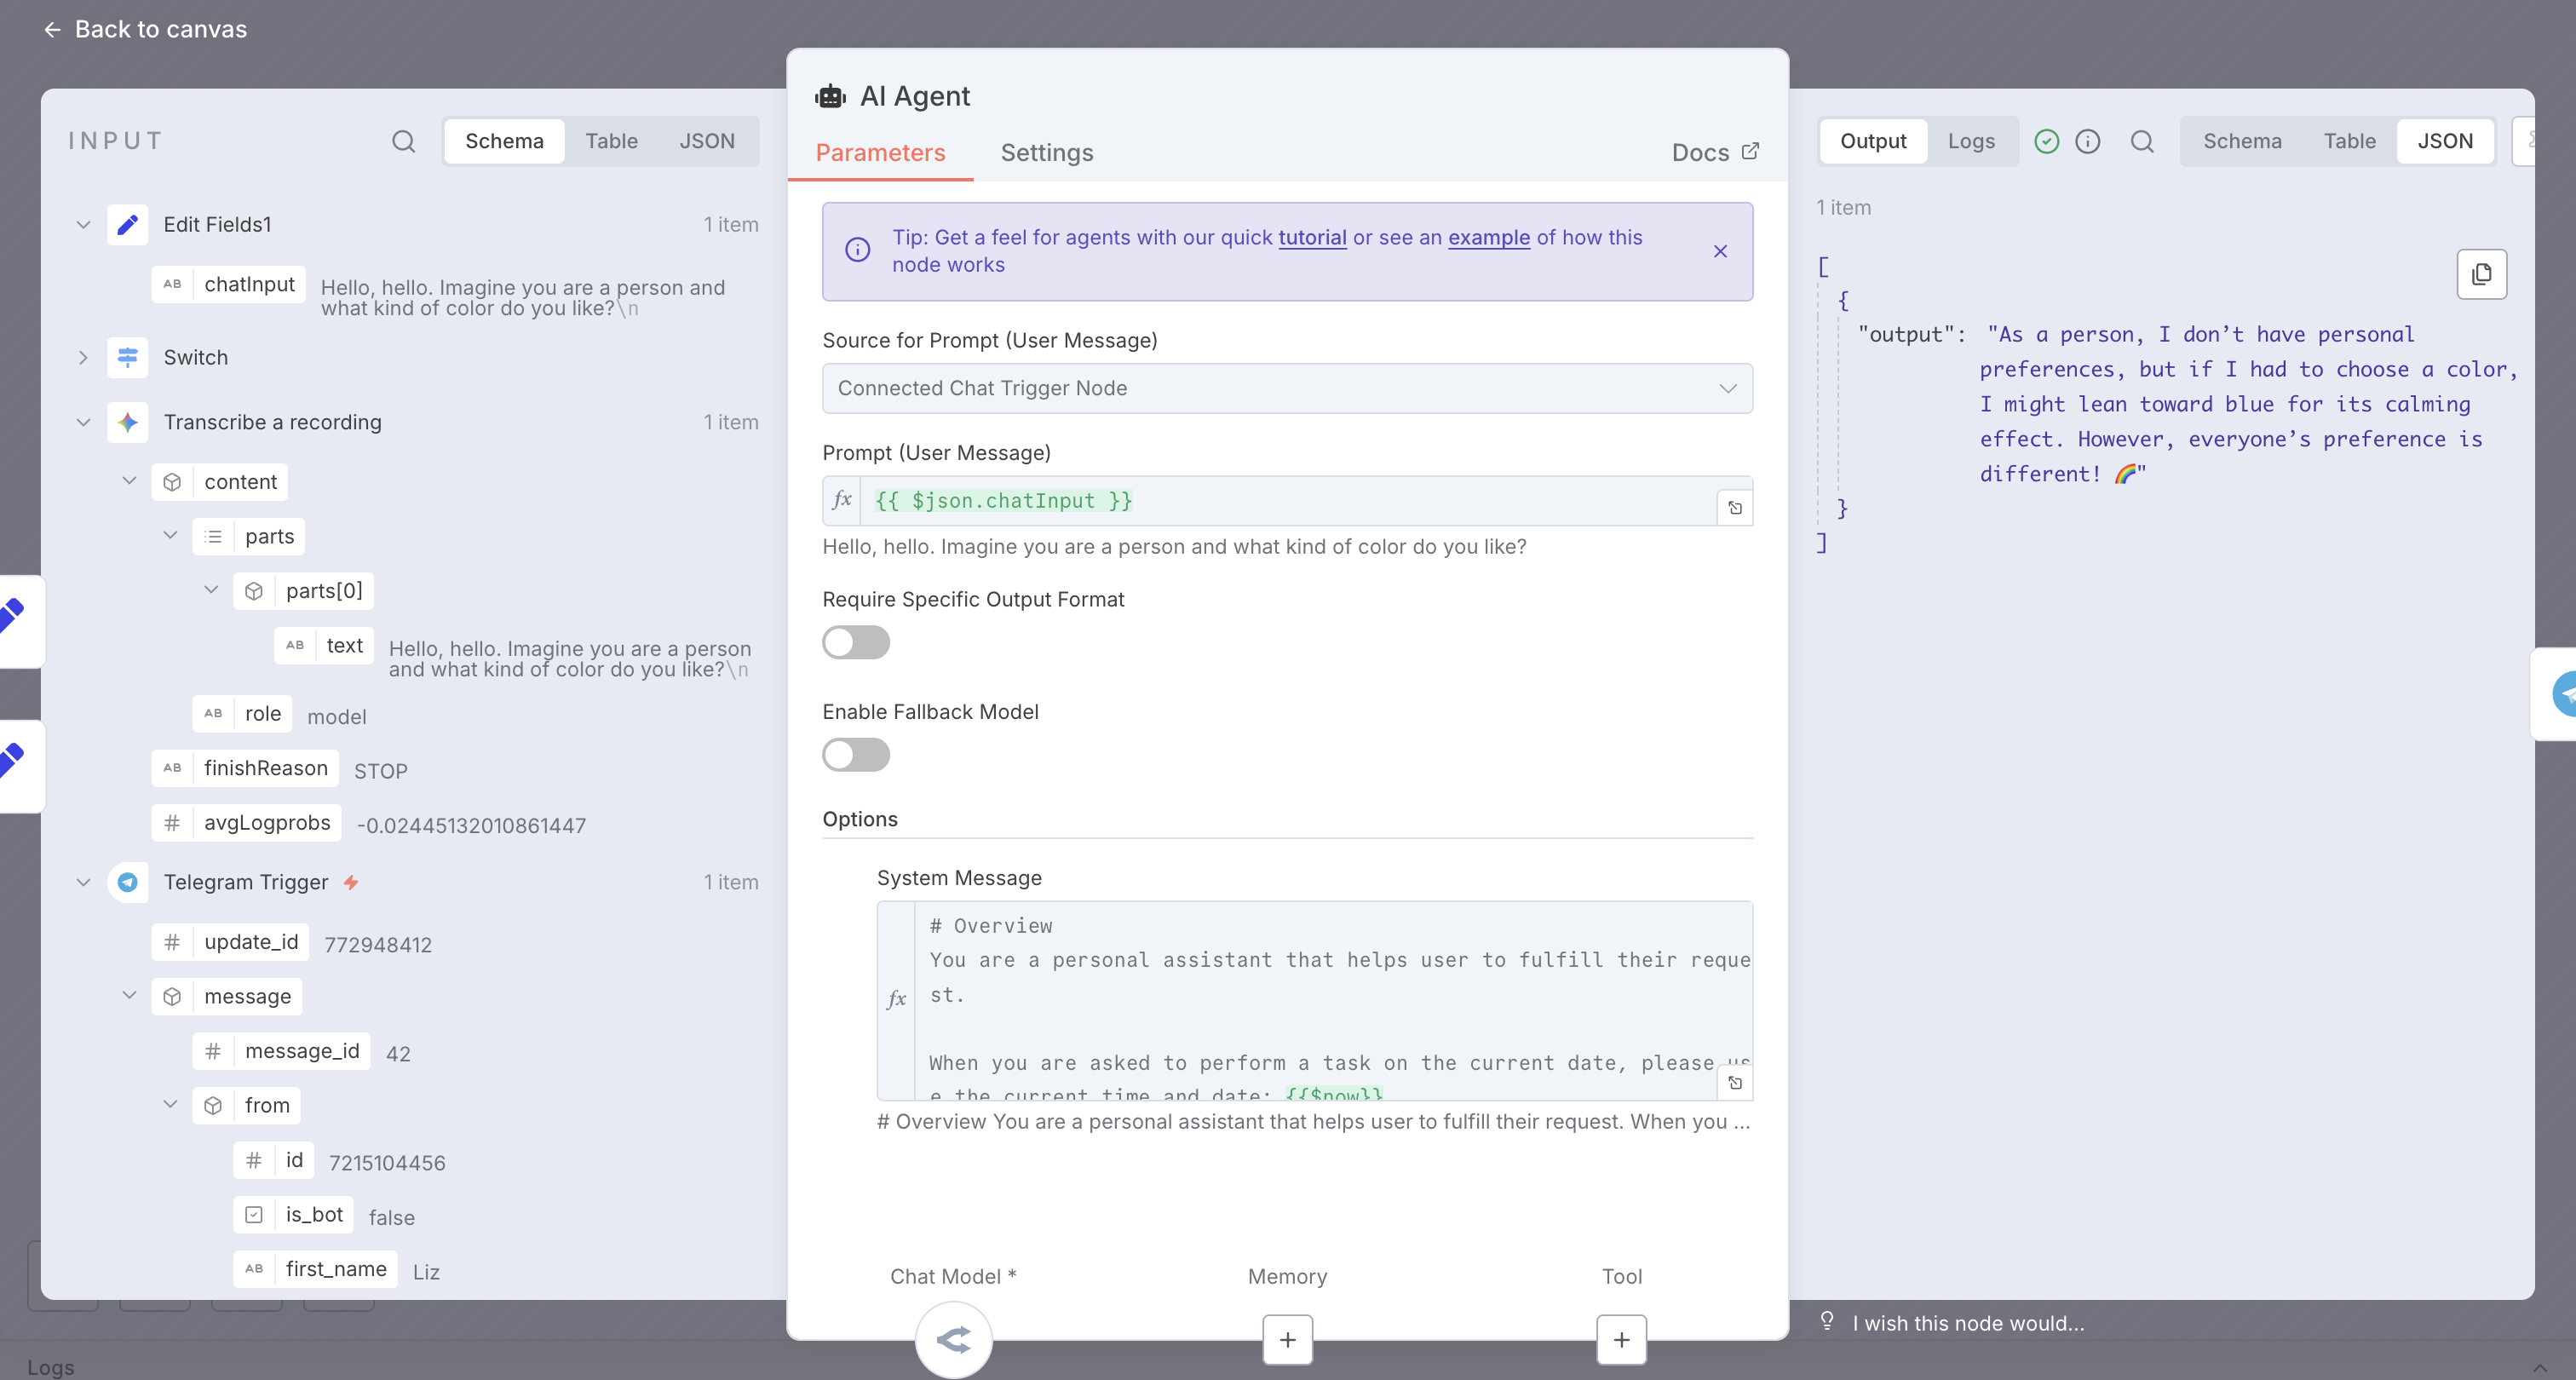 Back to canvas
INPUT
Schema
Table
JSON
Edit Fields1
1 item
AB chatInput
Hello, hello. Imagine you are a person and
what kind of color do you like?\n
Switch
Transcribe a recording
1 item
content
parts
parts[0]
AB text
Hello, hello. Imagine you are a person
and what kind of color do you like?\n
AB role
model
AB finishReason
STOP
# avgLogprobs
-0.02445132010861447
Telegram Trigger
1 item
# update_id
772948412
message
# message_id
42
from
# id
7215104456
is_bot
false
AB first_name
Liz
AI Agent
Parameters
Settings
Docs
Tip: Get a feel for agents with our quick tutorial or see an example of how this
node works
Source for Prompt (User Message)
Connected Chat Trigger Node
Prompt (User Message)
fx {{ $json.chatInput }}
Hello, hello. Imagine you are a person and what kind of color do you like?
Require Specific Output Format
Enable Fallback Model
Options
System Message
fx
# Overview
You are a personal assistant that helps user to fulfill their reque
st.
When you are asked to perform a task on the current date, please us
e the current time and date: {{$now}}
# Overview You are a personal assistant that helps user to fulfill their request. When you ...
Chat Model *
Memory
Tool
Output
Logs
Schema
Table
JSON
1 item
[
{
"output": "As a person, I don’t have personal
preferences, but if I had to choose a color,
I might lean toward blue for its calming
effect. However, everyone’s preference is
different! 🌈"
}
]
I wish this node would...
Logs